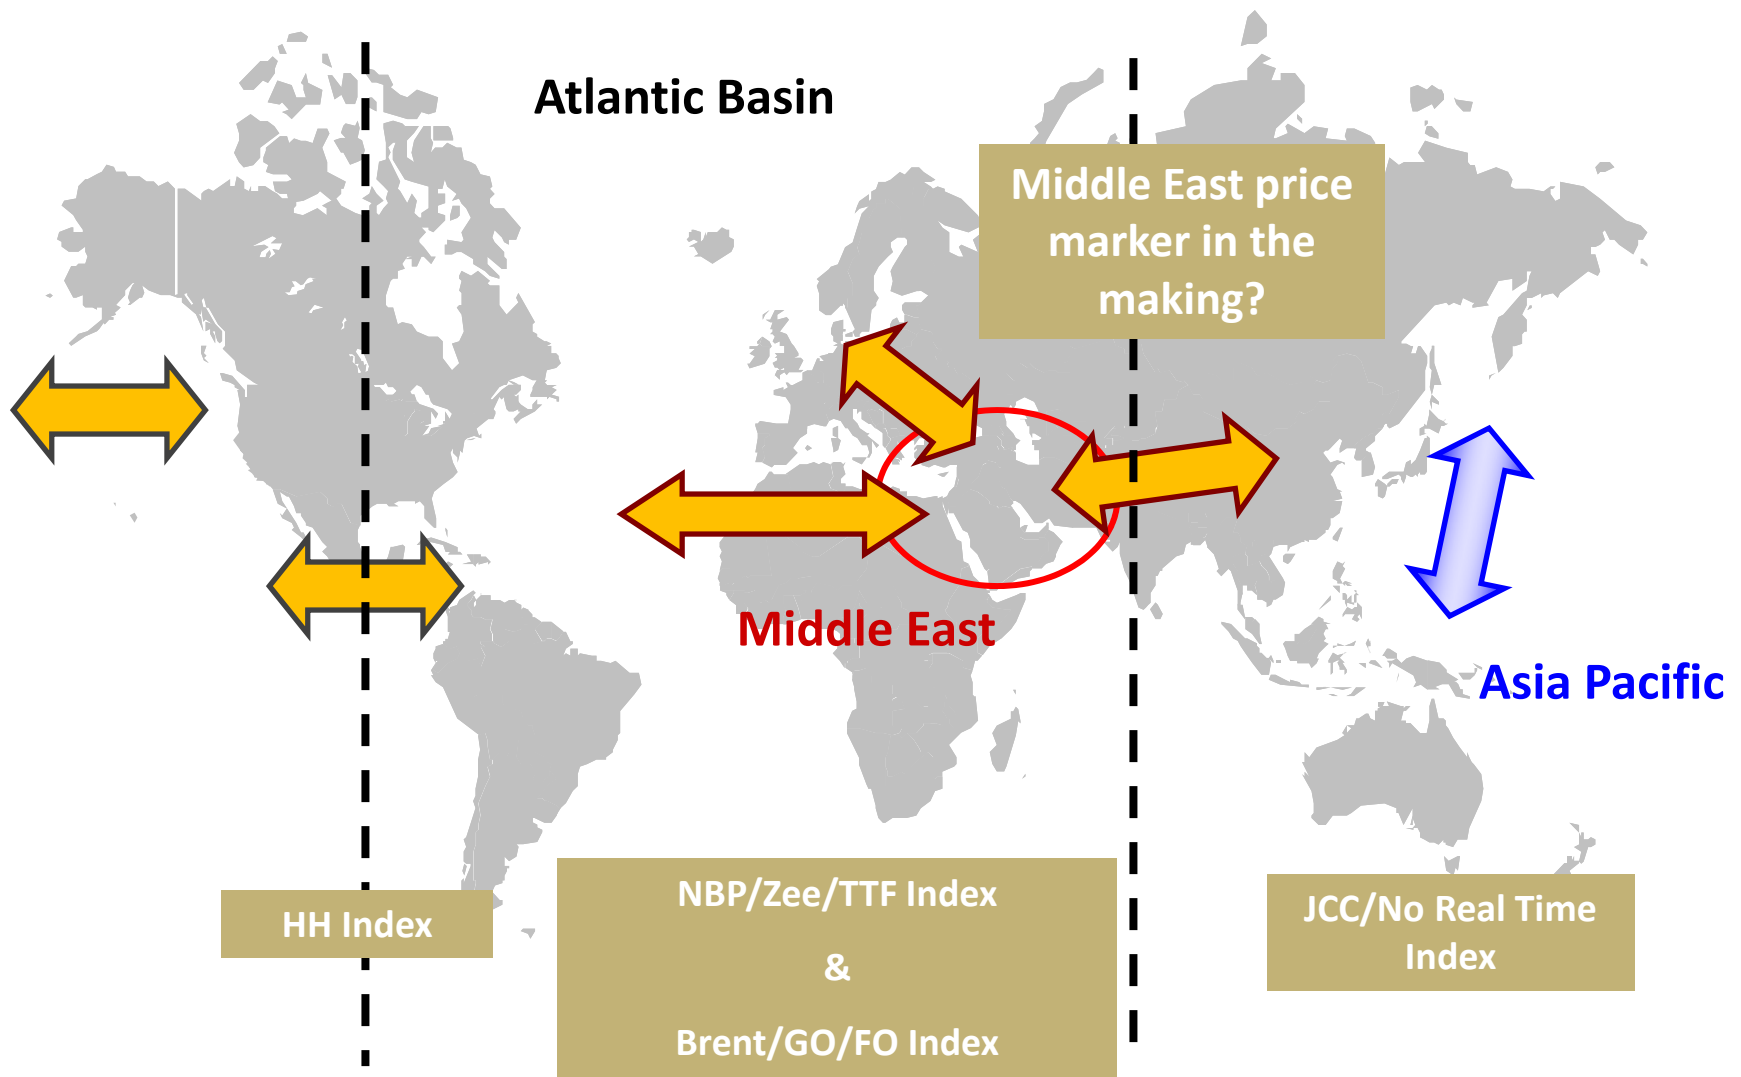 Atlantic Basin
Middle East price
marker in the
making?
Middle East
Asia Pacific
HH Index
NBP/Zee/TTF Index
&
Brent/GO/FO Index
JCC/No Real Time
Index